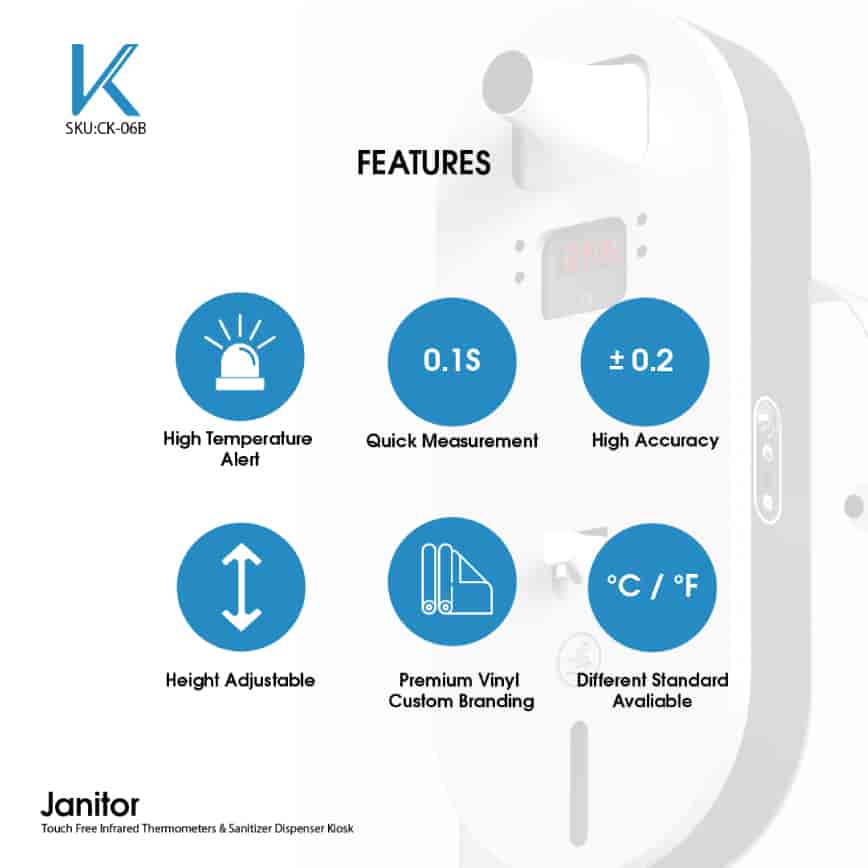 K
SKU:CK-06B
FEATURES
0.1S
± 0.2
High Temperature
Alert
Quick Measurement
High Accuracy
°C / °F
Height Adjustable
Premium Vinyl
Custom Branding
Different Standard
Avaliable
Janitor
Touch Free Infrared Thermometers & Sanitizer Dispenser Kiosk